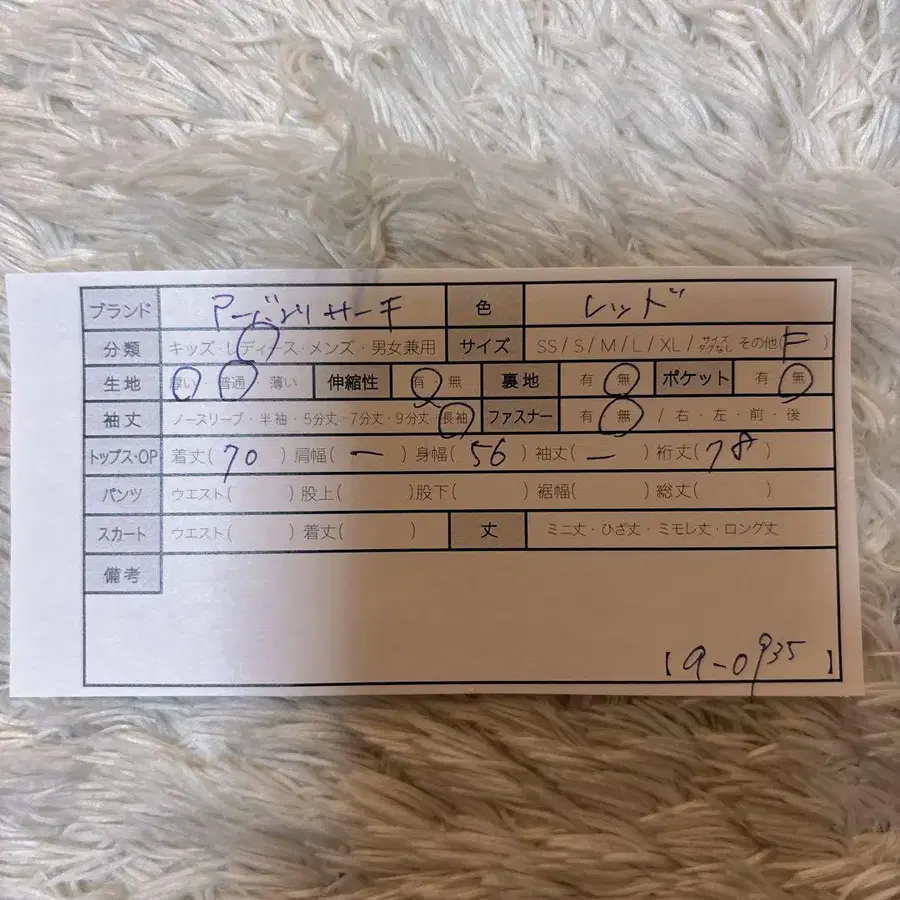 ブランド アーバンリサーチ 色 レッド
分類 キッズ・レディース・メンズ・男女兼用 サイズ SS / S / M / L / XL / サイズタグなし その他(F)
生地 厚い・普通・薄い 伸縮性 有・無 裏地 有・無 ポケット 有・無
袖丈 ノースリーブ・半袖・5分丈・7分丈・9分丈・長袖 ファスナー 有・無 / 右・左・前・後
トップス・OP 着丈( 70 ) 肩幅( ー ) 身幅( 56 ) 袖丈( ー ) 裄丈( 78 )
パンツ ウエスト( ) 股上( ) 股下( ) 裾幅( ) 総丈( )
スカート ウエスト( ) 着丈( ) 丈 ミニ丈・ひざ丈・ミモレ丈・ロング丈
備考
【9-0935】